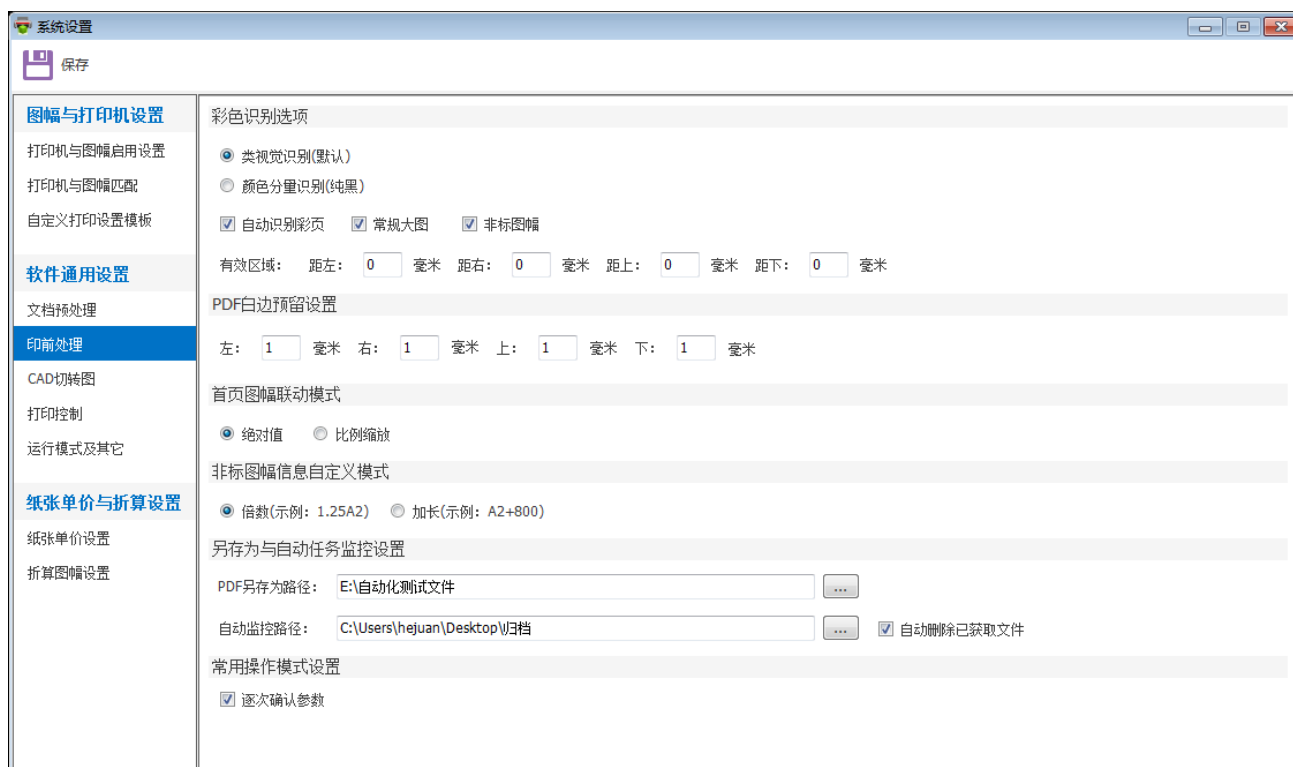 系统设置
保存
图幅与打印机设置
打印机与图幅启用设置
打印机与图幅匹配
自定义打印设置模板
软件通用设置
文档预处理
印前处理
CAD切转图
打印控制
运行模式及其它
纸张单价与折算设置
纸张单价设置
折算图幅设置
彩色识别选项
类视觉识别(默认)
颜色分量识别(纯黑)
自动识别彩页 常规大图 非标图幅
有效区域: 距左: 0 毫米 距右: 0 毫米 距上: 0 毫米 距下: 0 毫米
PDF白边预留设置
左: 1 毫米 右: 1 毫米 上: 1 毫米 下: 1 毫米
首页图幅联动模式
绝对值 比例缩放
非标图幅信息自定义模式
倍数(示例: 1.25A2) 加长(示例: A2+800)
另存为与自动任务监控设置
PDF另存为路径: E:\自动化测试文件 ...
自动监控路径: C:\Users\hejuan\Desktop\归档 ... 自动删除已获取文件
常用操作模式设置
逐次确认参数